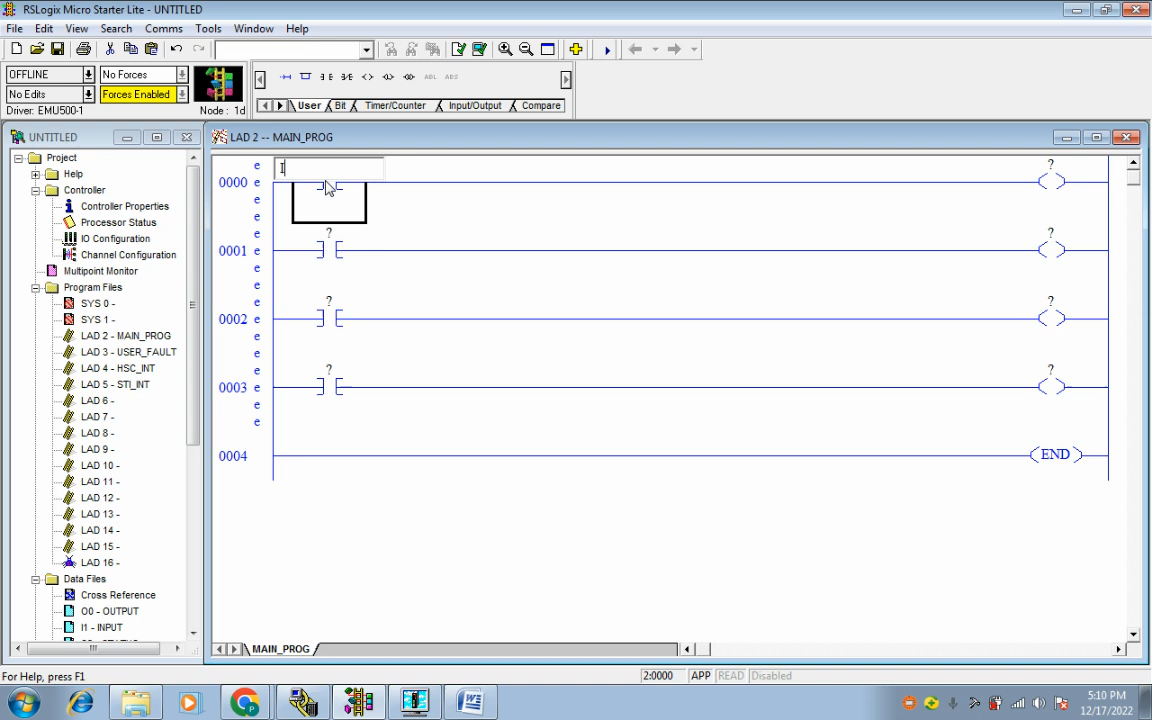 RSLogix Micro Starter Lite - UNTITLED
File Edit View Search Comms Tools Window Help
OFFLINE No Forces
No Edits Forces Enabled
Driver: EMU500-1 Node : 1d
User Bit Timer/Counter Input/Output Compare
UNTITLED
Project
Help
Controller
Controller Properties
Processor Status
IO Configuration
Channel Configuration
Multipoint Monitor
Program Files
SYS 0 -
SYS 1 -
LAD 2 - MAIN_PROG
LAD 3 - USER_FAULT
LAD 4 - HSC_INT
LAD 5 - STI_INT
LAD 6 -
LAD 7 -
LAD 8 -
LAD 9 -
LAD 10 -
LAD 11 -
LAD 12 -
LAD 13 -
LAD 14 -
LAD 15 -
LAD 16 -
Data Files
Cross Reference
O0 - OUTPUT
I1 - INPUT
LAD 2 -- MAIN_PROG
e I ?
0000 e
e
e
e ? ?
0001 e
e
e
e ? ?
0002 e
e
e
e ? ?
0003 e
e
e
0004 END
MAIN_PROG
For Help, press F1
2:0000 APP READ Disabled
5:10 PM
12/17/2022